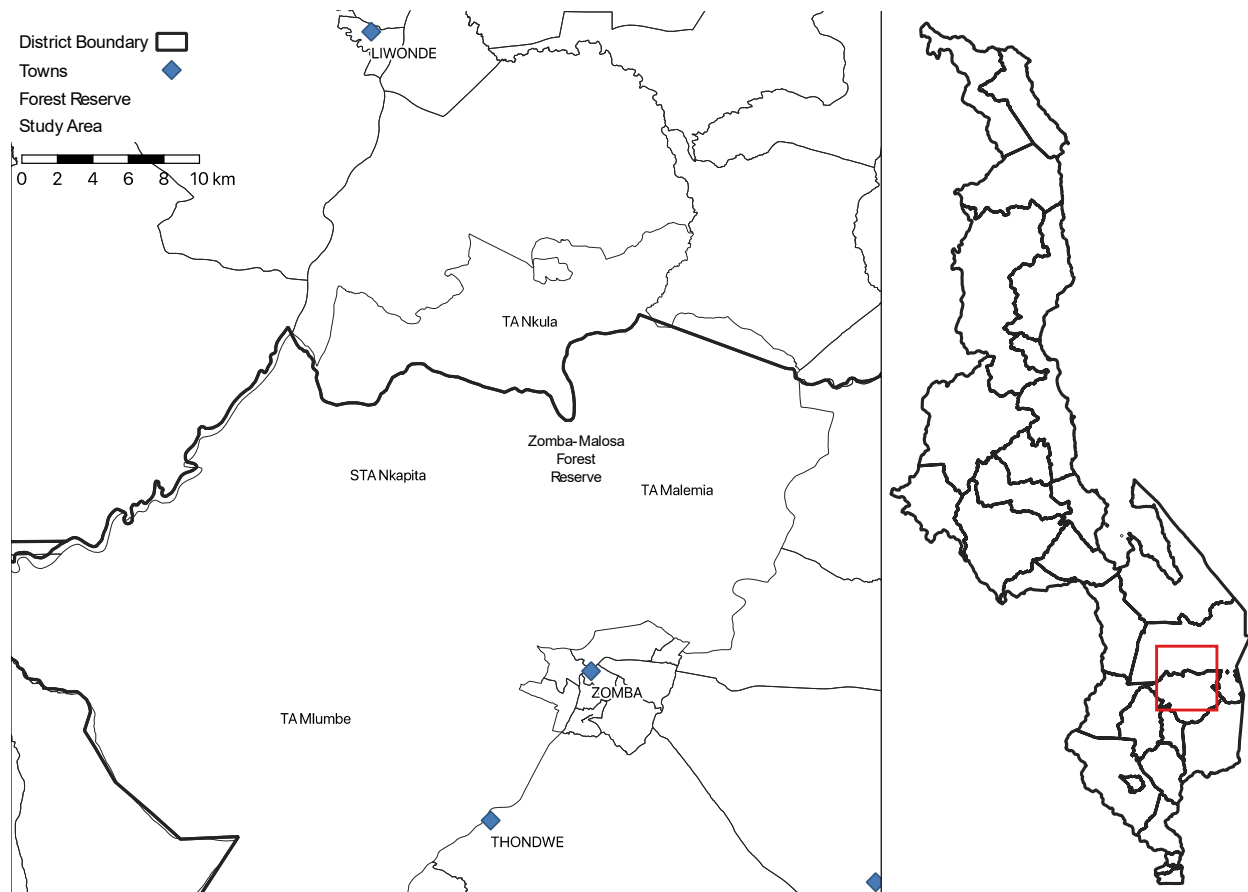 District Boundary
Towns
Forest Reserve
Study Area
0 2 4 6 8 10 km
LIWONDE
TA Nkula
Zomba-Malosa
Forest
Reserve
STA Nkapita
TA Malemia
ZOMBA
TA Mlumbe
THONDWE